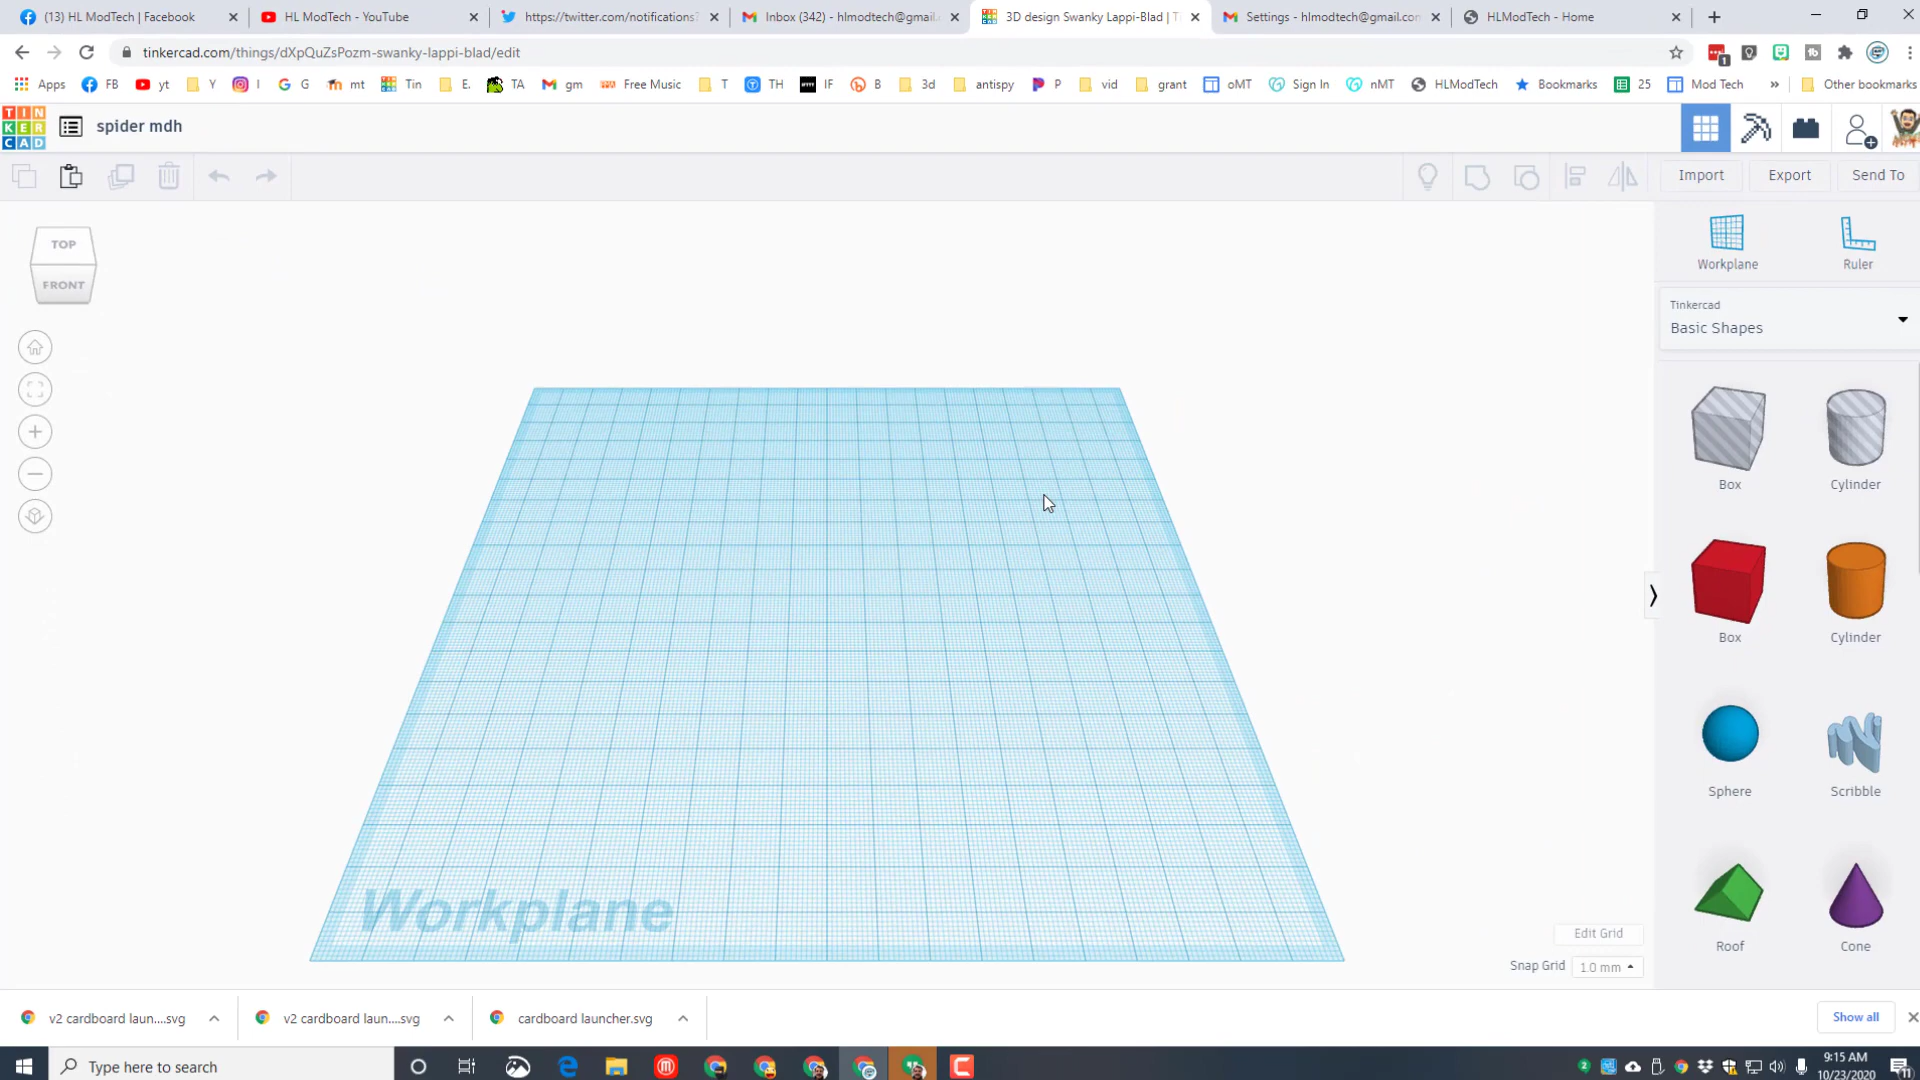 (13) HL ModTech | Facebook
HL ModTech - YouTube
https://twitter.com/notifications?
Inbox (342) - hlmodtech@gmail.
3D design Swanky Lappi-Blad | T
Settings - hlmodtech@gmail.com
HLModTech - Home
tinkercad.com/things/dXpQuZsPozm-swanky-lappi-blad/edit
Apps
FB
yt
Y
I
G
mt
Tin
E.
TA
gm
Free Music
T
TH
IF
B
3d
antispy
P
vid
grant
oMT
Sign In
nMT
HLModTech
Bookmarks
25
Mod Tech
»
Other bookmarks
TIN
KER
CAD
spider mdh
Import
Export
Send To
TOP
FRONT
Workplane
Ruler
Tinkercad
Basic Shapes
Box
Cylinder
Box
Cylinder
Sphere
Scribble
Roof
Cone
Workplane
Edit Grid
Snap Grid
1.0 mm
v2 cardboard laun....svg
v2 cardboard laun....svg
cardboard launcher.svg
Show all
Type here to search
9:15 AM
10/23/2020